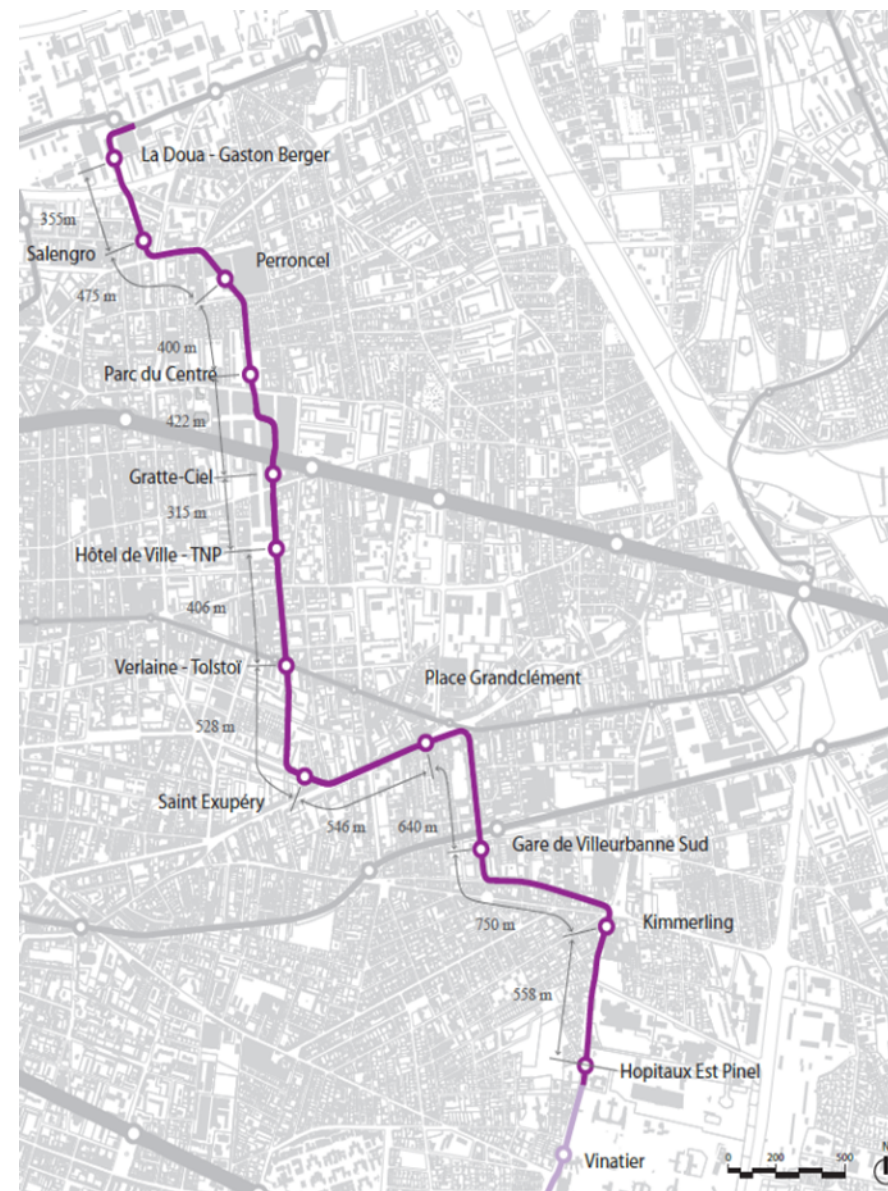 La Doua - Gaston Berger
355m
Salengro
Perroncel
475 m
400 m
Parc du Centre
422 m
Gratte-Ciel
315 m
Hôtel de Ville - TNP
406 m
Verlaine - Tolstoï
Place Grandclément
528 m
Saint Exupéry
546 m
640 m
Gare de Villeurbanne Sud
750 m
Kimmerling
558 m
Hopitaux Est Pinel
Vinatier
0 200 500
N